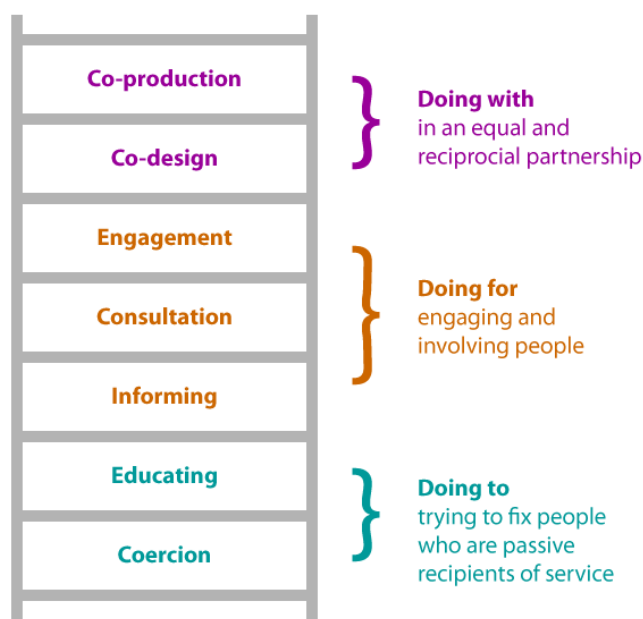 Co-production
Co-design
Doing with
in an equal and
reciprocial partnership
Engagement
Consultation
Informing
Doing for
engaging and
involving people
Educating
Coercion
Doing to
trying to fix people
who are passive
recipients of service